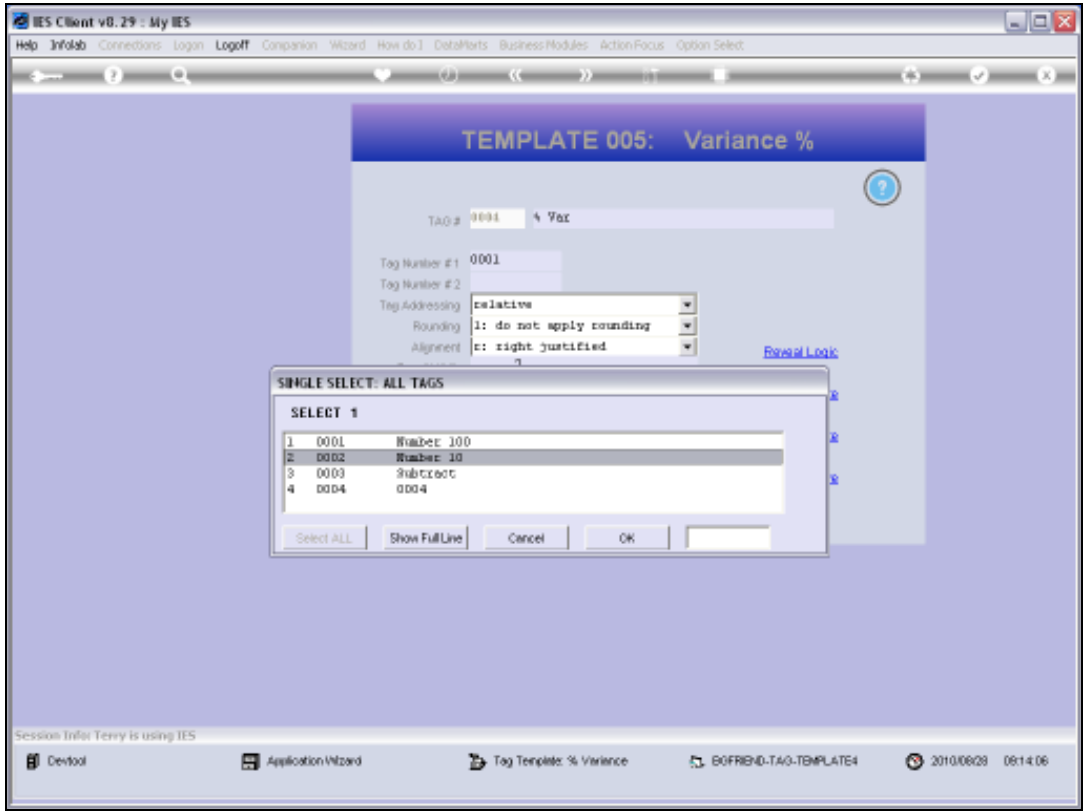 IES Client v8.29 : My IES
Help Infolab Connections Logon Logoff Companion Wizard How do I DataMarts Business Modules Action Focus Option Select
TEMPLATE 005: Variance %
TAG # 0004 % Var
Tag Number #1 0001
Tag Number #2
Tag Addressing relative
Rounding 1: do not apply rounding
Alignment r: right justified
Reveal Logic
SINGLE SELECT: ALL TAGS
SELECT 1
1 0001 Number 100
2 0002 Number 10
3 0003 Subtract
4 0004 0004
Select ALL Show Full Line Cancel OK
Session Info: Terry is using IES
Devtool Application Wizard Tag Template: % Variance BGFRIEND-TAG-TEMPLATE4 2010/08/28 09:14:06